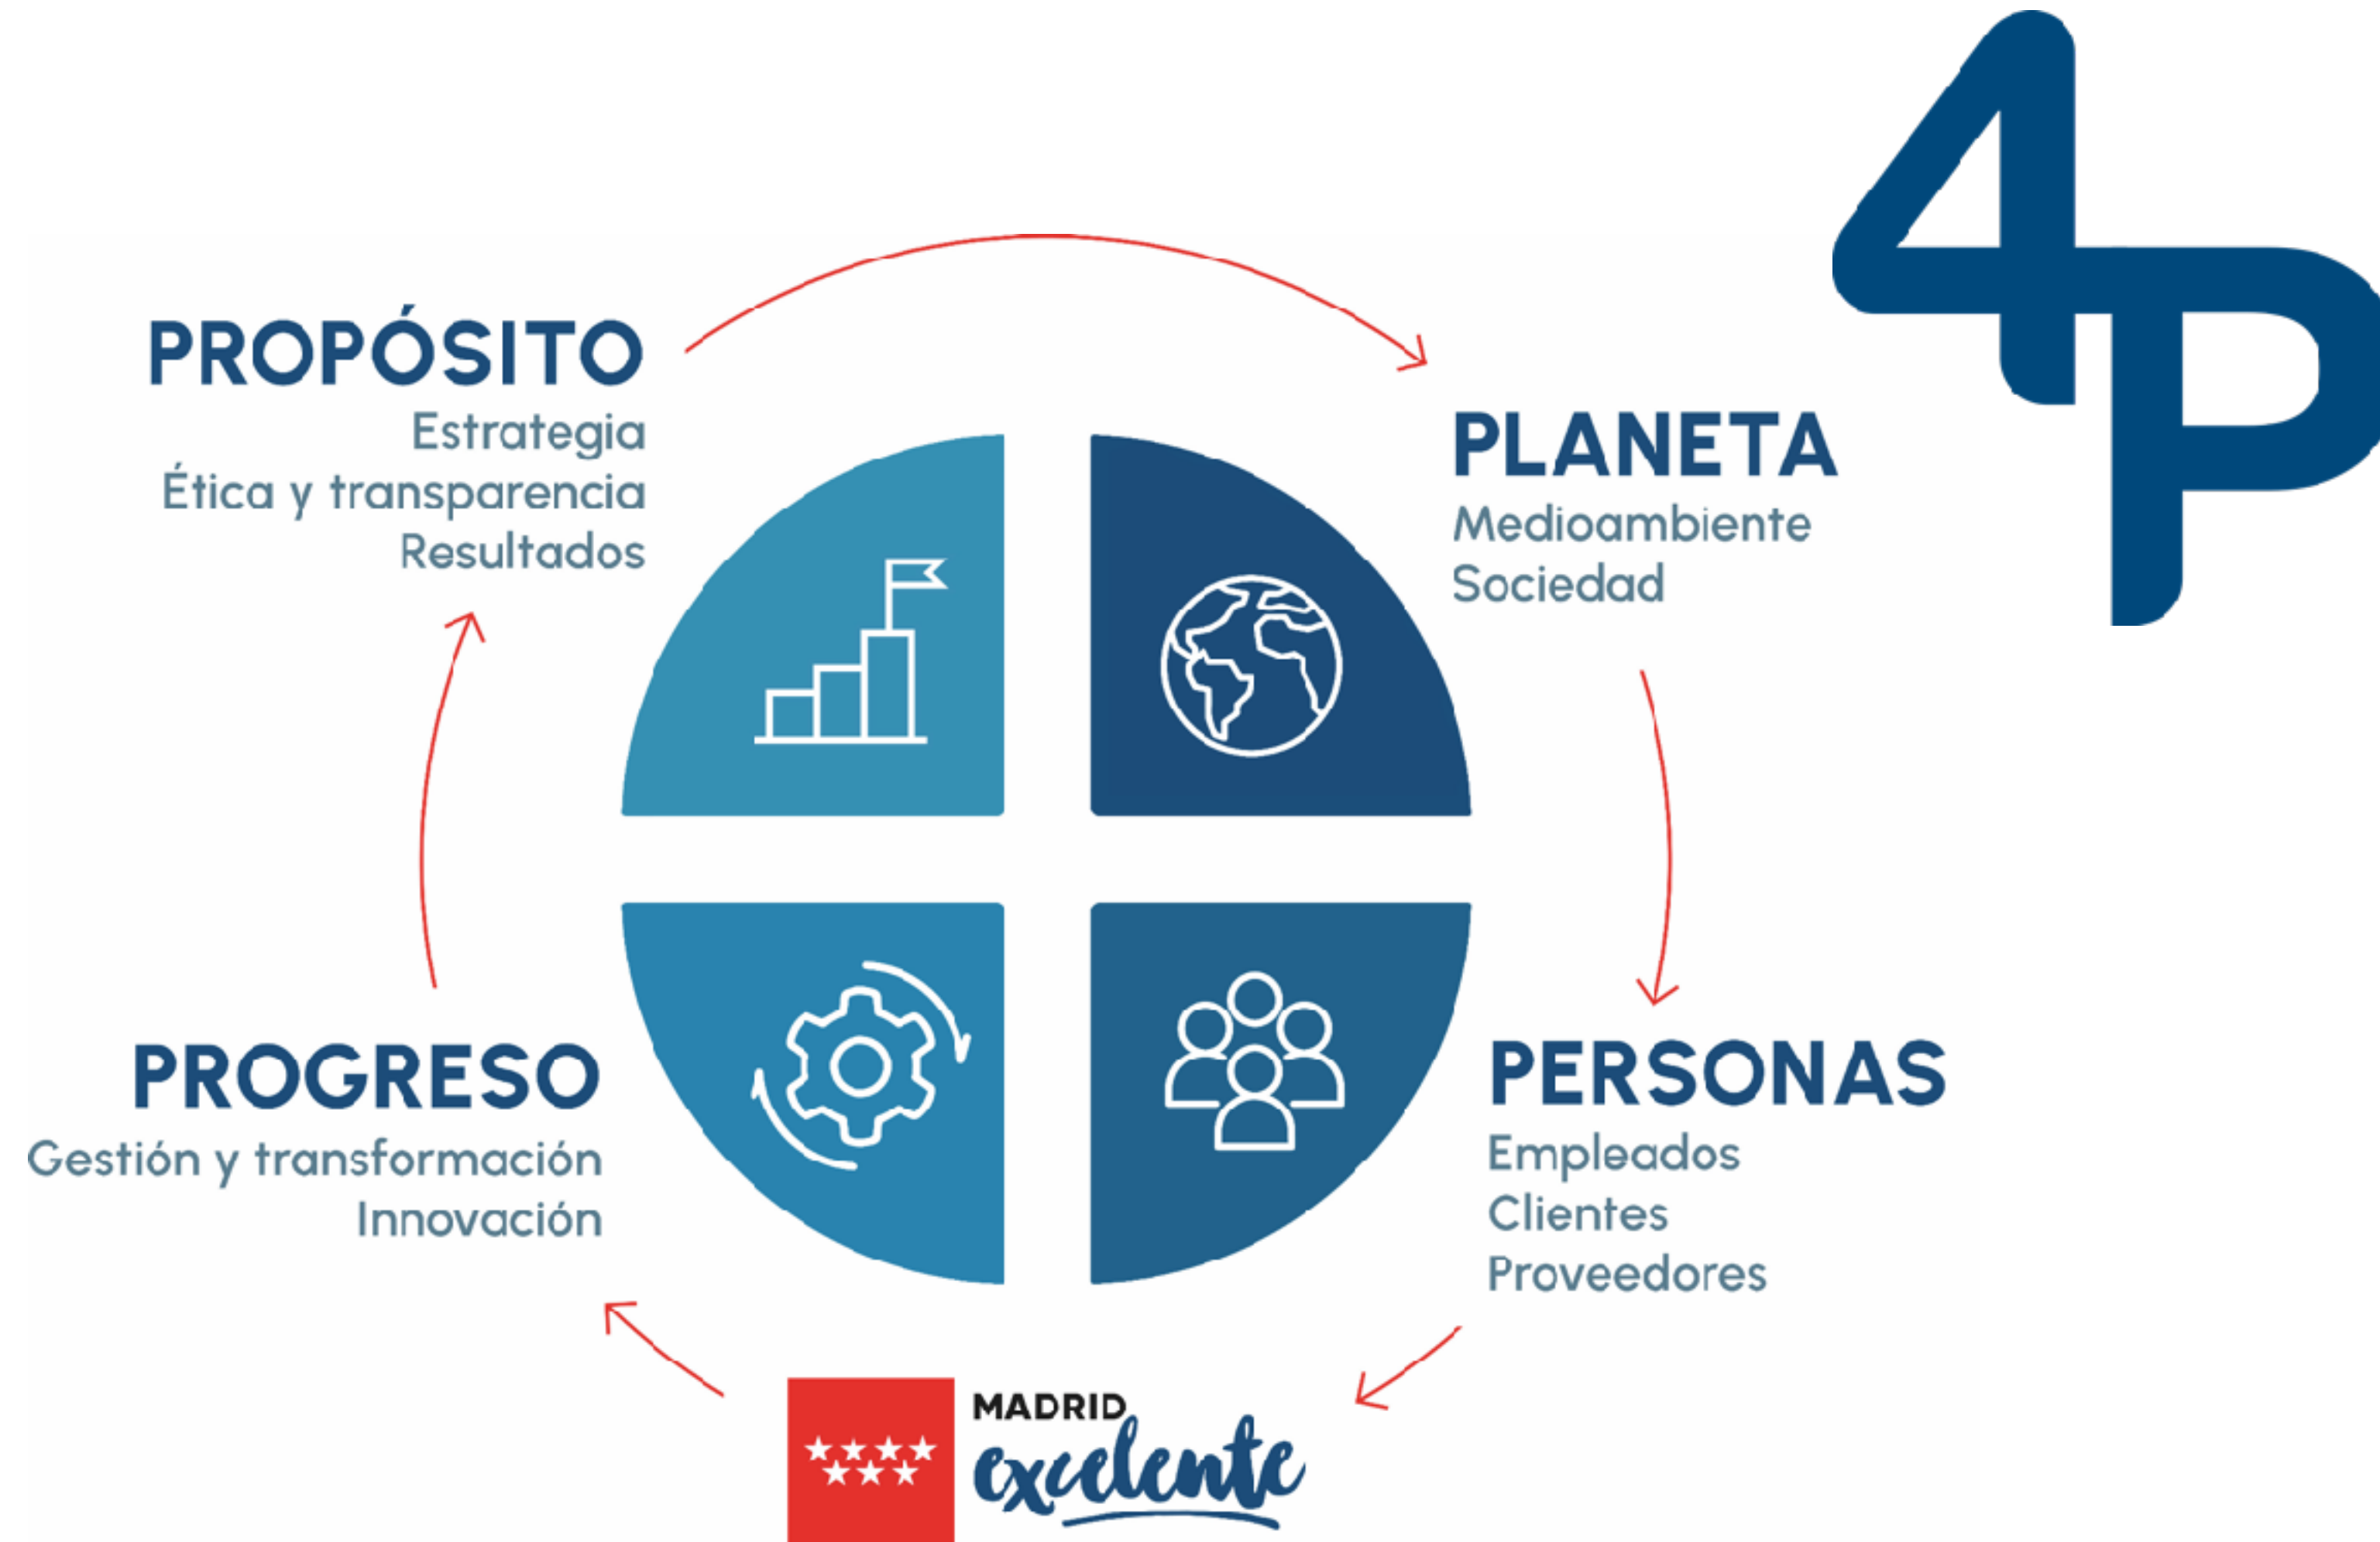 4P
PROPÓSITO
Estrategia
Ética y transparencia
Resultados
PLANETA
Medioambiente
Sociedad
PROGRESO
Gestión y transformación
Innovación
PERSONAS
Empleados
Clientes
Proveedores
MADRID
excelente